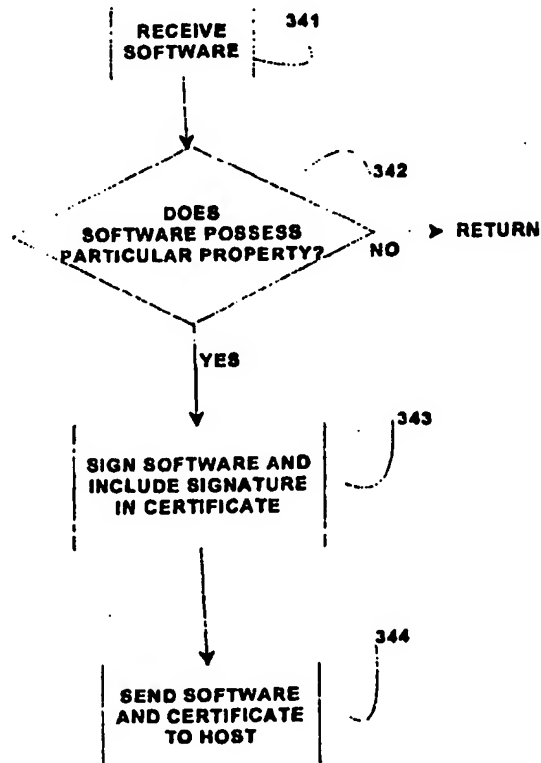 RECEIVE
SOFTWARE
341
342
DOES
SOFTWARE POSSESS
PARTICULAR PROPERTY?
NO
RETURN
YES
343
SIGN SOFTWARE AND
INCLUDE SIGNATURE
IN CERTIFICATE
344
SEND SOFTWARE
AND CERTIFICATE
TO HOST